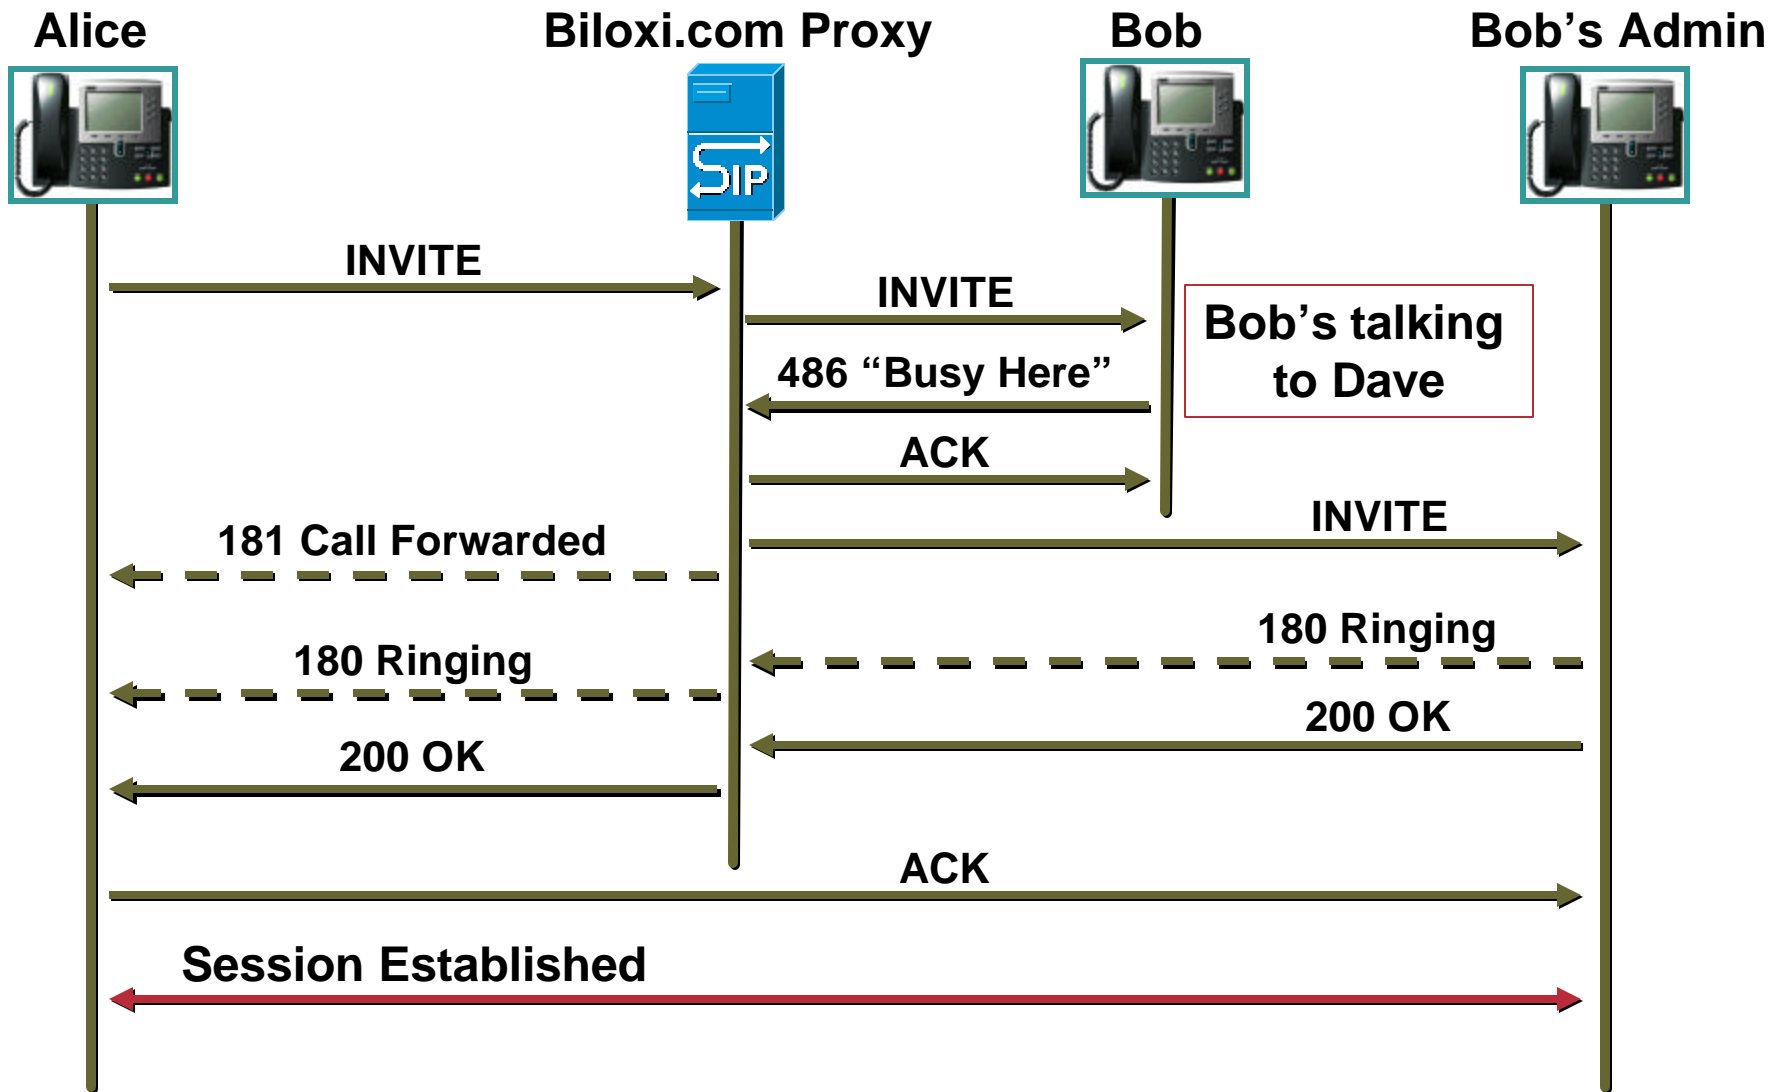 Alice
Biloxi.com Proxy
Bob
Bob’s Admin
SIP
INVITE
INVITE
Bob’s talking
to Dave
486 “Busy Here”
ACK
INVITE
181 Call Forwarded
180 Ringing
180 Ringing
200 OK
200 OK
ACK
Session Established